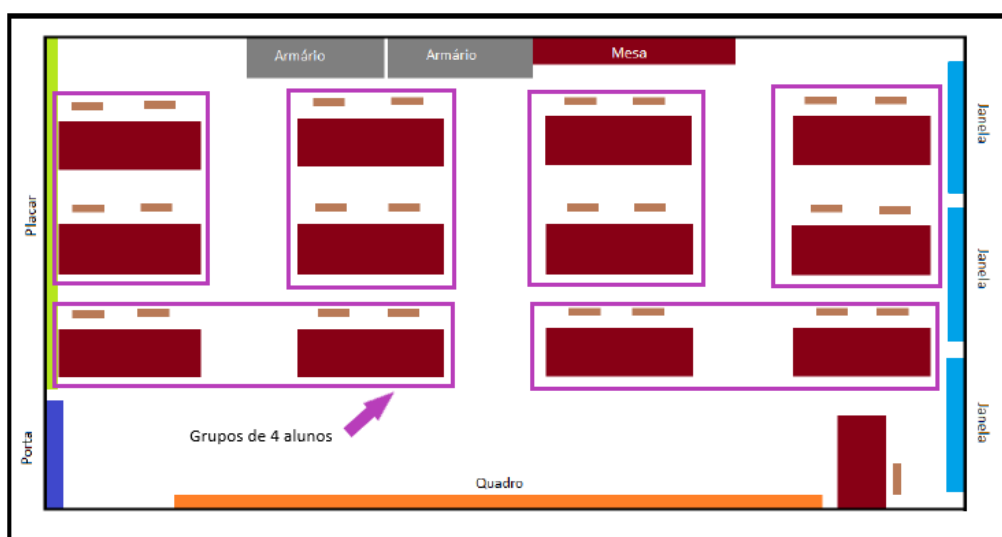 Armário
Armário
Mesa
Janela
Placar
Janela
Grupos de 4 alunos
Janela
Porta
Quadro